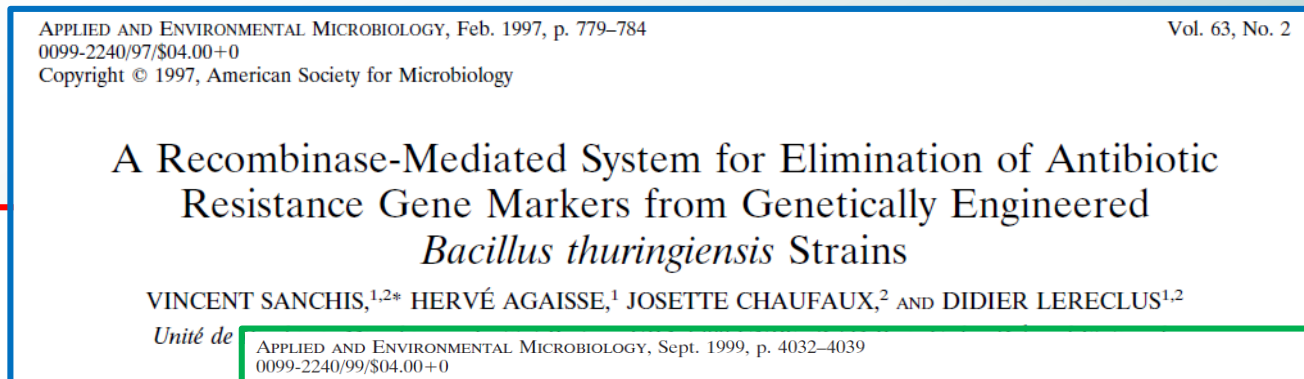 APPLIED AND ENVIRONMENTAL MICROBIOLOGY, Feb. 1997, p. 779–784 Vol. 63, No. 2
0099-2240/97/$04.00+0
Copyright © 1997, American Society for Microbiology
A Recombinase-Mediated System for Elimination of Antibiotic
Resistance Gene Markers from Genetically Engineered
Bacillus thuringiensis Strains
VINCENT SANCHIS,1,2* HERVÉ AGAISSE,1 JOSETTE CHAUFAUX,2 AND DIDIER LERECLUS1,2
Unité de
APPLIED AND ENVIRONMENTAL MICROBIOLOGY, Sept. 1999, p. 4032–4039
0099-2240/99/$04.00+0